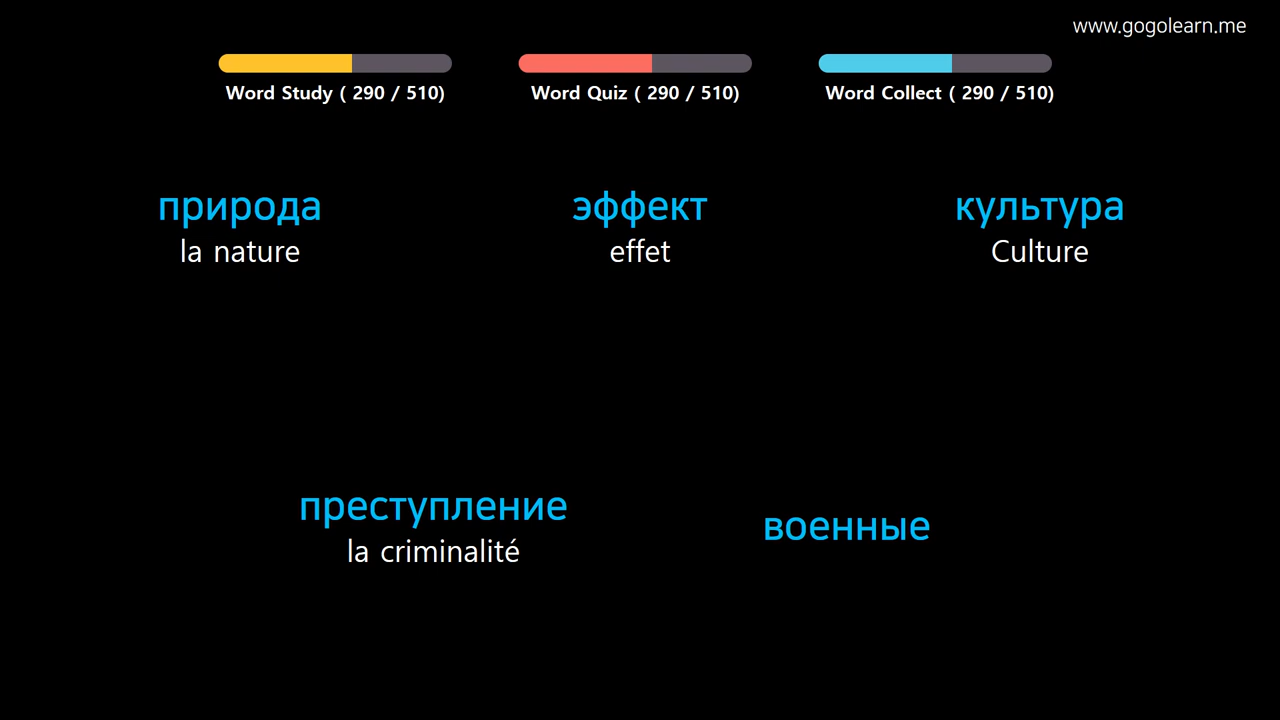 www.gogolearn.me
Word Study ( 290 / 510)
Word Quiz ( 290 / 510)
Word Collect ( 290 / 510)
природа
la nature
эффект
effet
культура
Culture
преступление
la criminalité
военные